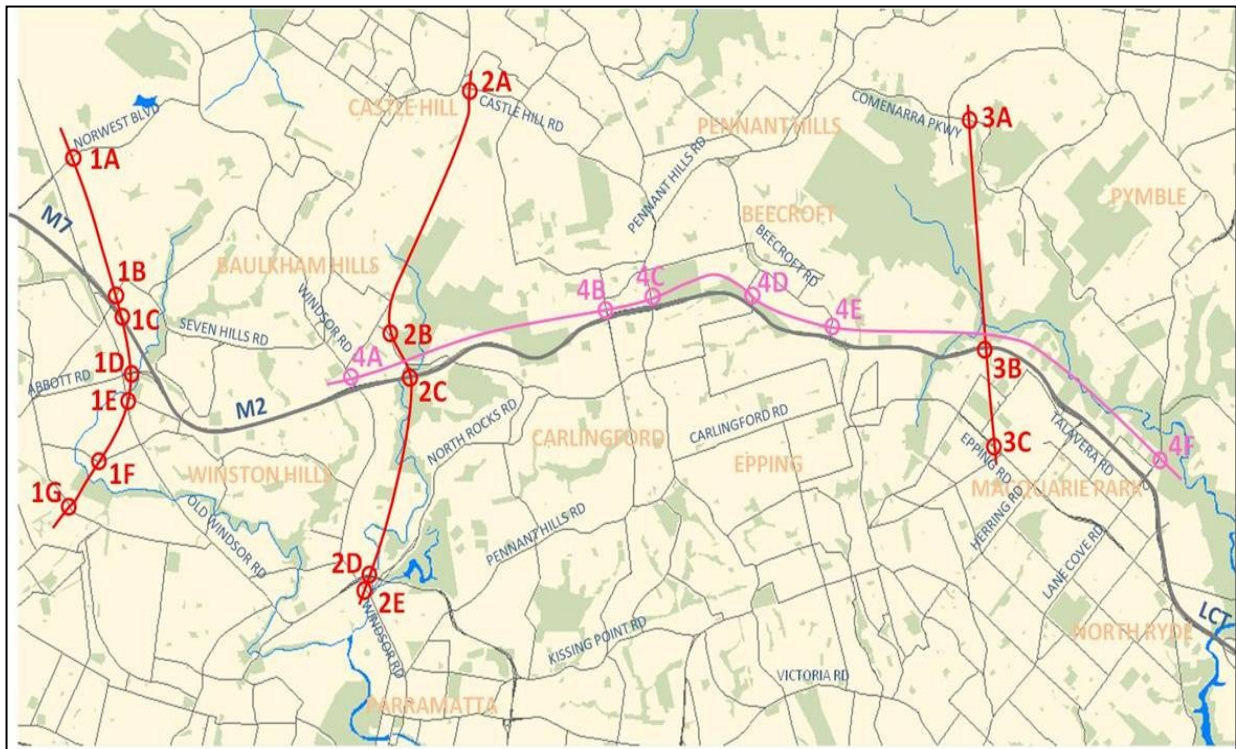 2A
CASTLE HILL
CASTLE HILL RD
COMENARRA PKWY
3A
PENNANT HILLS
NORWEST BLVD
1A
PENNANT HILLS RD
PYMBLE
M7
BEECROFT
BEECROFT RD
BAULKHAM HILLS
1B
WINDSOR RD
4B
4C
4D
4E
1C
SEVEN HILLS RD
2B
1D
4A
3B
ABBOTT RD
2C
1E
M2
NORTH ROCKS RD
CARLINGFORD
CARLINGFORD RD
TALAVERA RD
1F
WINSTON HILLS
EPPING
EPPING RD
3C
4F
1G
MACQUARIE PARK
OLD WINDSOR RD
PENNANT HILLS RD
HERRING RD
LANE COVE RD
2D
2E
WINDSOR RD
KISSING POINT RD
LCT
NORTH RYDE
VICTORIA RD
PARRAMATTA